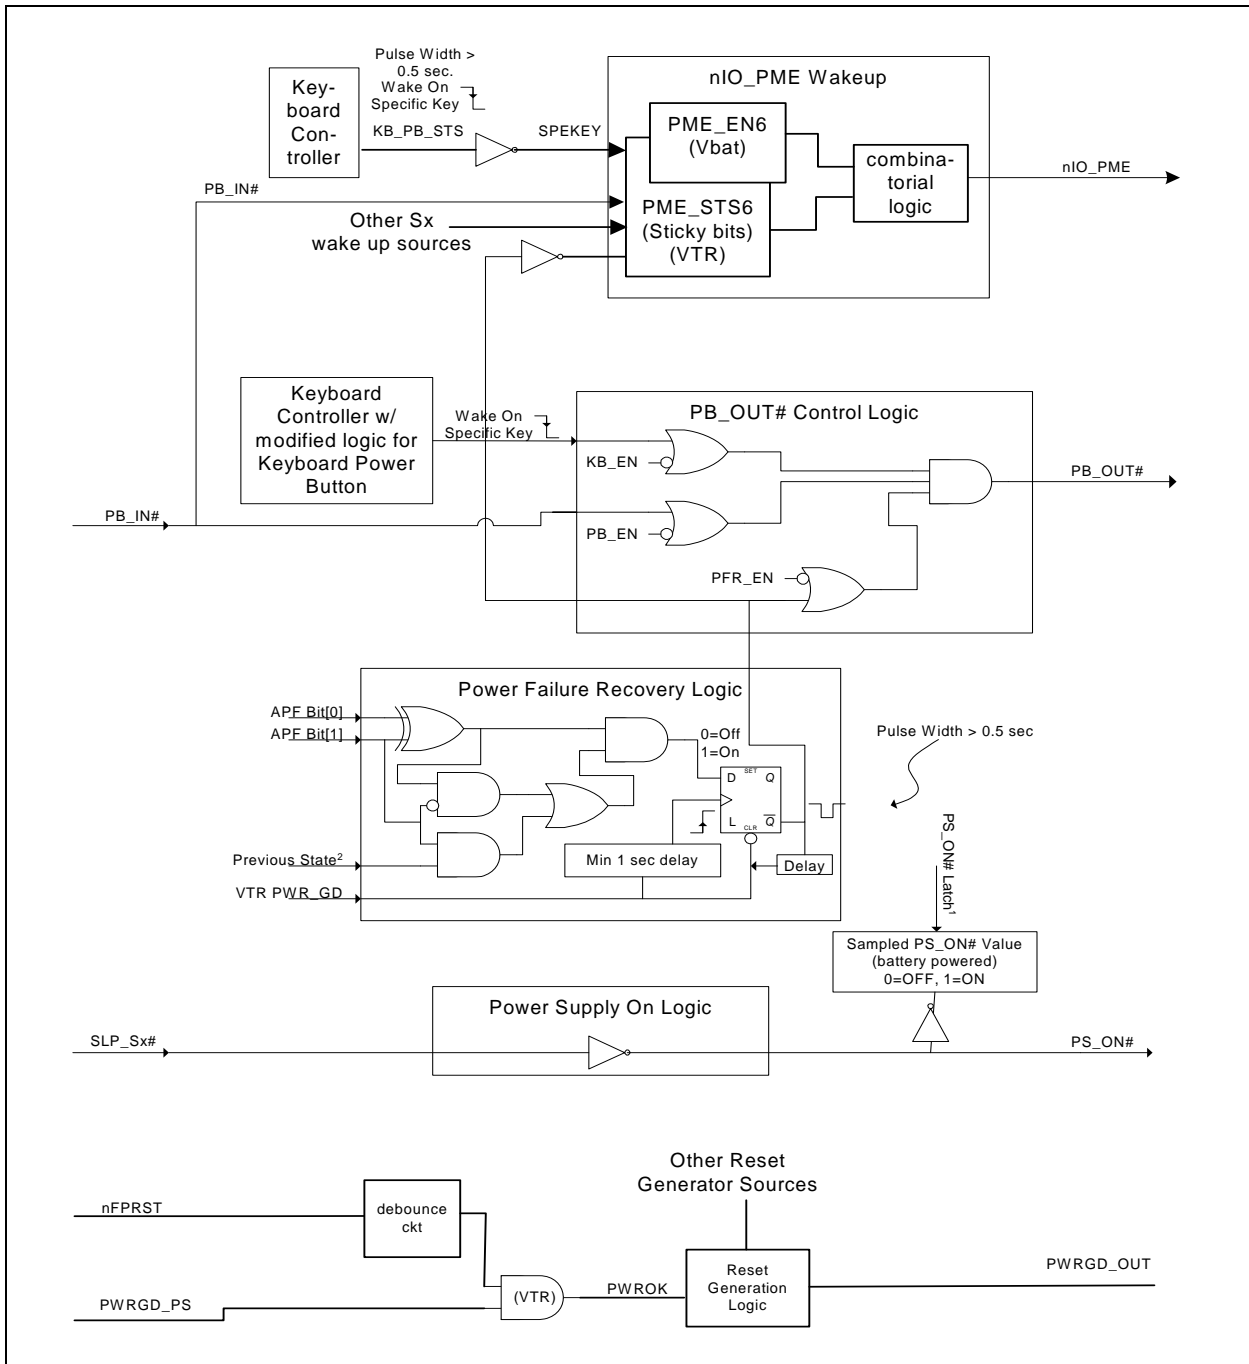 Pulse Width >
0.5 sec.
Wake On
Specific Key
Key-
board
Con-
troller
KB_PB_STS
SPEKEY
nIO_PME Wakeup
PME_EN6
(Vbat)
PME_STS6
(Sticky bits)
(VTR)
combina-
torial
logic
nIO_PME
PB_IN#
Other Sx
wake up sources
Keyboard
Controller w/
modified logic for
Keyboard Power
Button
Wake On
Specific Key
PB_OUT# Control Logic
KB_EN
PB_EN
PFR_EN
PB_OUT#
PB_IN#
Power Failure Recovery Logic
APF Bit[0]
APF Bit[1]
0=Off
1=On
D
SET
Q
L
CLR
Q
Pulse Width > 0.5 sec
Previous State2
Min 1 sec delay
Delay
VTR PWR_GD
PS_ON# Latch1
Sampled PS_ON# Value
(battery powered)
0=OFF, 1=ON
Power Supply On Logic
SLP_Sx#
PS_ON#
Other Reset
Generator Sources
nFPRST
debounce
ckt
PWRGD_PS
(VTR)
PWROK
Reset
Generation
Logic
PWRGD_OUT